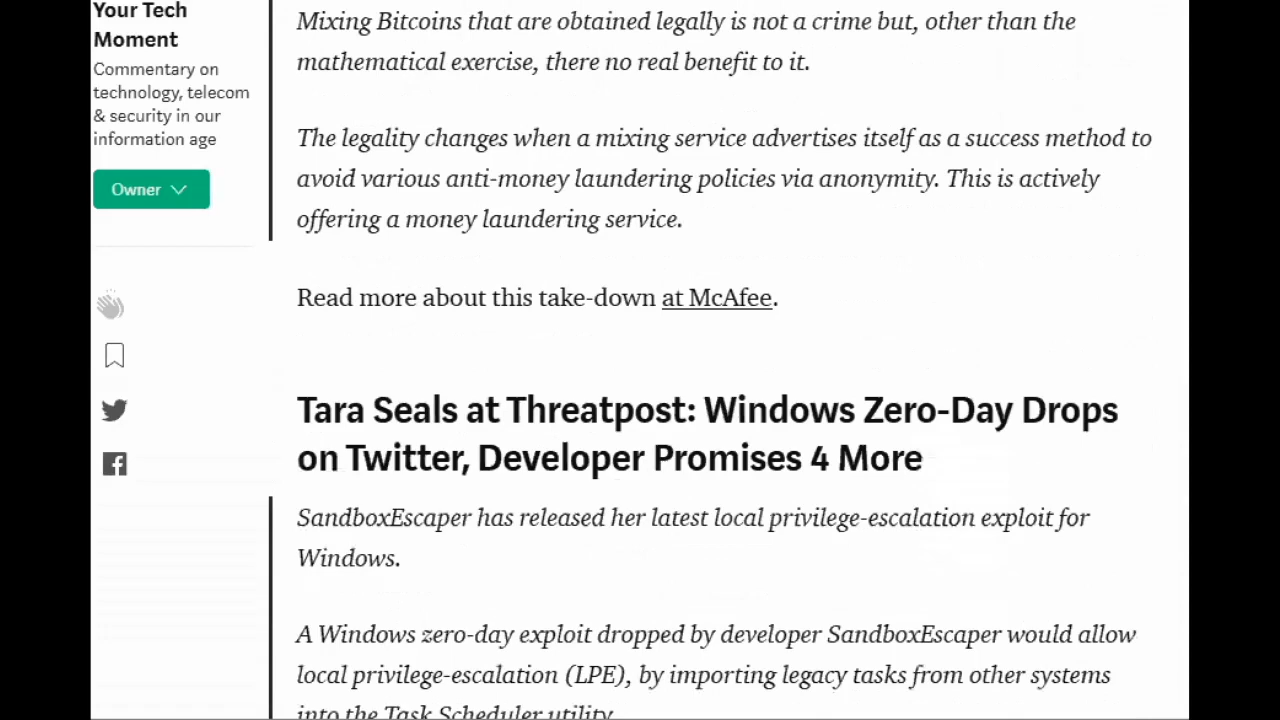 Your Tech
Moment
Commentary on
technology, telecom
& security in our
information age
Owner
Mixing Bitcoins that are obtained legally is not a crime but, other than the
mathematical exercise, there no real benefit to it.
The legality changes when a mixing service advertises itself as a success method to
avoid various anti-money laundering policies via anonymity. This is actively
offering a money laundering service.
Read more about this take-down at McAfee.
Tara Seals at Threatpost: Windows Zero-Day Drops
on Twitter, Developer Promises 4 More
SandboxEscaper has released her latest local privilege-escalation exploit for
Windows.
A Windows zero-day exploit dropped by developer SandboxEscaper would allow
local privilege-escalation (LPE), by importing legacy tasks from other systems
into the Task Scheduler utility.